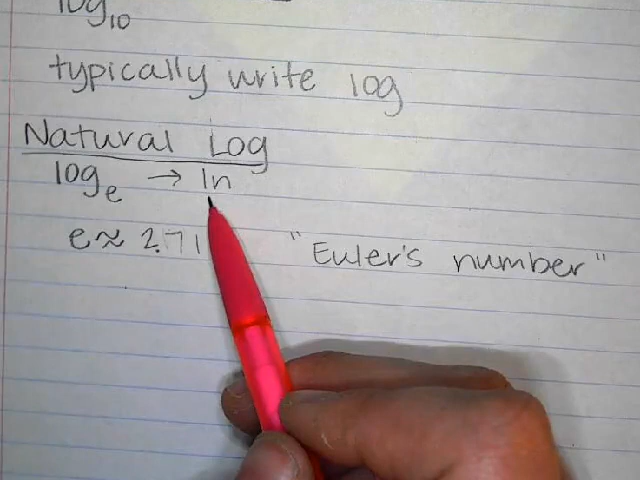 log10
typically write log
Natural Log
loge → ln
e ≈ 2.71 "Euler's number"